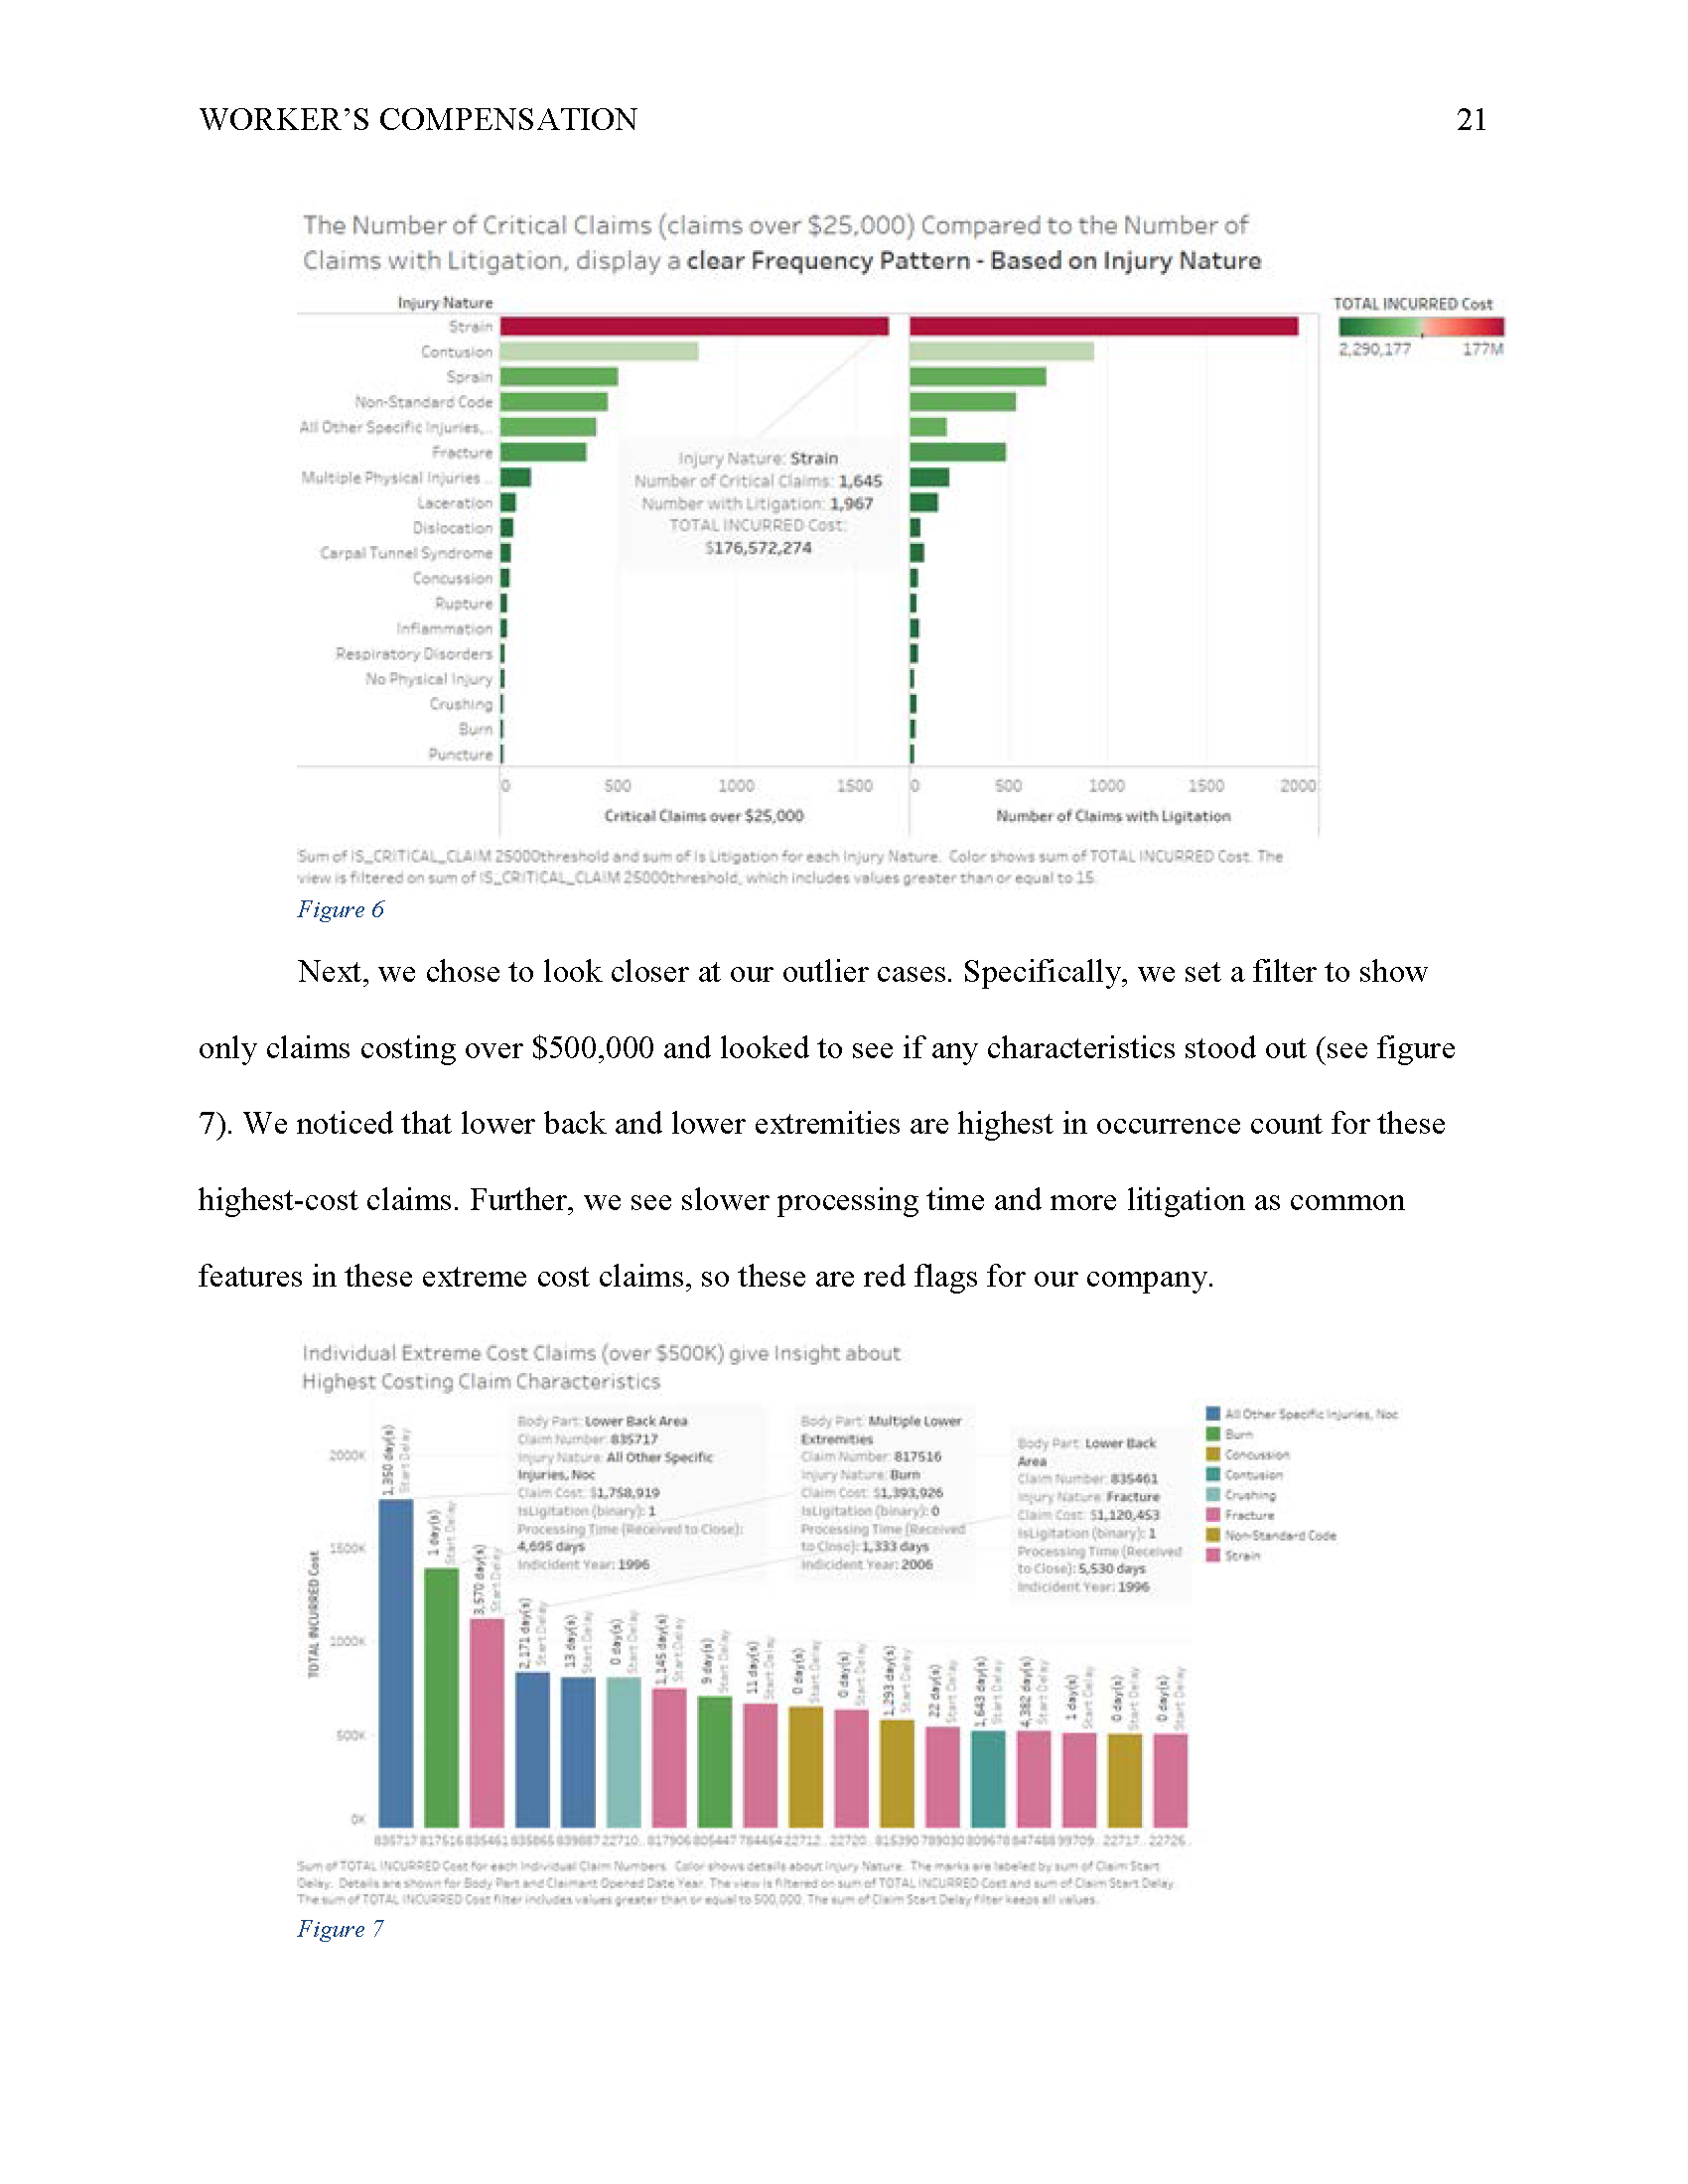 WORKER'S COMPENSATION 21
The Number of Critical Claims (claims over $25,000) Compared to the Number of
Claims with Litigation, display a clear Frequency Pattern - Based on Injury Nature
Injury Nature
Strain
Contusion
Sprain
Non-Standard Code
All Other Specific Injuries,..
Fracture
Multiple Physical Injuries ..
Laceration
Dislocation
Carpal Tunnel Syndrome
Concussion
Rupture
Inflammation
Respiratory Disorders
No Physical Injury
Crushing
Burn
Puncture
Injury Nature: Strain
Number of Critical Claims: 1,645
Number with Litigation: 1,967
TOTAL INCURRED Cost:
$176,572,274
TOTAL INCURRED Cost
2,290,177 177M
0 500 1000 1500 0 500 1000 1500 2000
Critical Claims over $25,000 Number of Claims with Ligitation
Sum of IS_CRITICAL_CLAIM 25000threshold and sum of Is Litigation for each Injury Nature. Color shows sum of TOTAL INCURRED Cost. The
view is filtered on sum of IS_CRITICAL_CLAIM 25000threshold, which includes values greater than or equal to 15.
Figure 6
Next, we chose to look closer at our outlier cases. Specifically, we set a filter to show
only claims costing over $500,000 and looked to see if any characteristics stood out (see figure
7). We noticed that lower back and lower extremities are highest in occurrence count for these
highest-cost claims. Further, we see slower processing time and more litigation as common
features in these extreme cost claims, so these are red flags for our company.
Individual Extreme Cost Claims (over $500K) give Insight about
Highest Costing Claim Characteristics
TOTAL INCURRED Cost
2000K
1500K
1000K
500K
0K
1,350 day(s)
Start Delay
1 day(s)
Start Delay
3,570 day(s)
Start Delay
2,171 day(s)
Start Delay
13 day(s)
Start Delay
0 day(s)
Start Delay
1,145 day(s)
Start Delay
9 day(s)
Start Delay
11 day(s)
Start Delay
0 day(s)
Start Delay
0 day(s)
Start Delay
1,293 day(s)
Start Delay
22 day(s)
Start Delay
1,643 day(s)
Start Delay
4,382 day(s)
Start Delay
1 day(s)
Start Delay
0 day(s)
Start Delay
0 day(s)
Start Delay
Body Part: Lower Back Area
Claim Number: 835717
Injury Nature: All Other Specific
Injuries, Noc
Claim Cost: $1,758,919
IsLigitation (binary): 1
Processing Time (Received to Close):
4,695 days
Indicident Year: 1996
Body Part: Multiple Lower
Extremities
Claim Number: 817516
Injury Nature: Burn
Claim Cost: $1,393,926
IsLigitation (binary): 0
Processing Time (Received
to Close): 1,333 days
Indicident Year: 2006
Body Part: Lower Back
Area
Claim Number: 835461
Injury Nature: Fracture
Claim Cost: $1,120,453
IsLigitation (binary): 1
Processing Time (Received
to Close): 5,530 days
Indicident Year: 1996
All Other Specific Injuries, Noc
Burn
Concussion
Contusion
Crushing
Fracture
Non-Standard Code
Strain
835717 817516 835461 835865 839887 22710.. 817906 805447 784454 22712.. 22720.. 815390 789030 809678 847488 99709.. 22717.. 22726..
Sum of TOTAL INCURRED Cost for each Individual Claim Numbers. Color shows details about Injury Nature. The marks are labeled by sum of Claim Start
Delay. Details are shown for Body Part and Claimant Opened Date Year. The view is filtered on sum of TOTAL INCURRED Cost and sum of Claim Start Delay.
The sum of TOTAL INCURRED Cost filter includes values greater than or equal to 500,000. The sum of Claim Start Delay filter keeps all values.
Figure 7